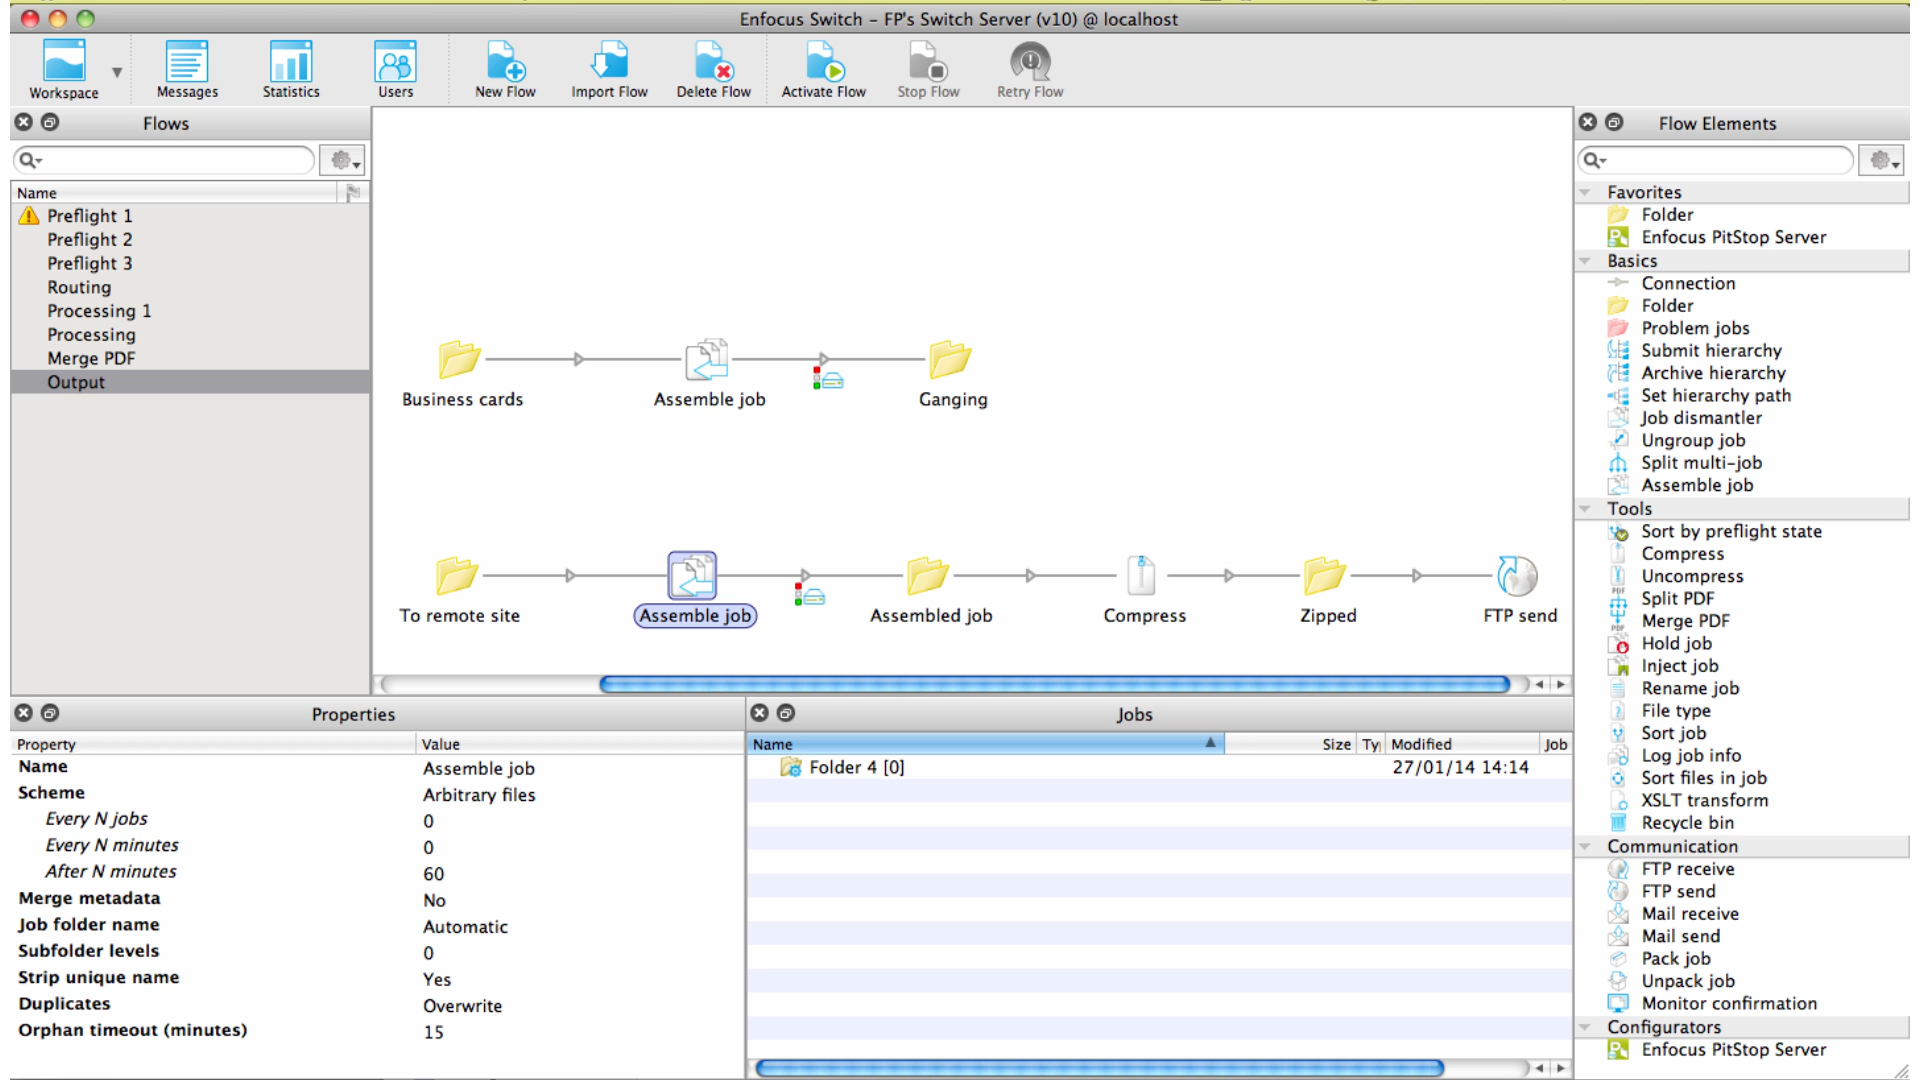 Enfocus Switch – FP's Switch Server (v10) @ localhost
Workspace
Messages
Statistics
Users
New Flow
Import Flow
Delete Flow
Activate Flow
Stop Flow
Retry Flow
Flows
Name
Preflight 1
Preflight 2
Preflight 3
Routing
Processing 1
Processing
Merge PDF
Output
Business cards
Assemble job
Ganging
To remote site
Assemble job
Assembled job
Compress
Zipped
FTP send
Properties
Property Value
Name Assemble job
Scheme Arbitrary files
Every N jobs 0
Every N minutes 0
After N minutes 60
Merge metadata No
Job folder name Automatic
Subfolder levels 0
Strip unique name Yes
Duplicates Overwrite
Orphan timeout (minutes) 15
Jobs
Name Size Ty Modified Job
Folder 4 [0] 27/01/14 14:14
Flow Elements
Favorites
Folder
Enfocus PitStop Server
Basics
Connection
Folder
Problem jobs
Submit hierarchy
Archive hierarchy
Set hierarchy path
Job dismantler
Ungroup job
Split multi-job
Assemble job
Tools
Sort by preflight state
Compress
Uncompress
Split PDF
Merge PDF
Hold job
Inject job
Rename job
File type
Sort job
Log job info
Sort files in job
XSLT transform
Recycle bin
Communication
FTP receive
FTP send
Mail receive
Mail send
Pack job
Unpack job
Monitor confirmation
Configurators
Enfocus PitStop Server